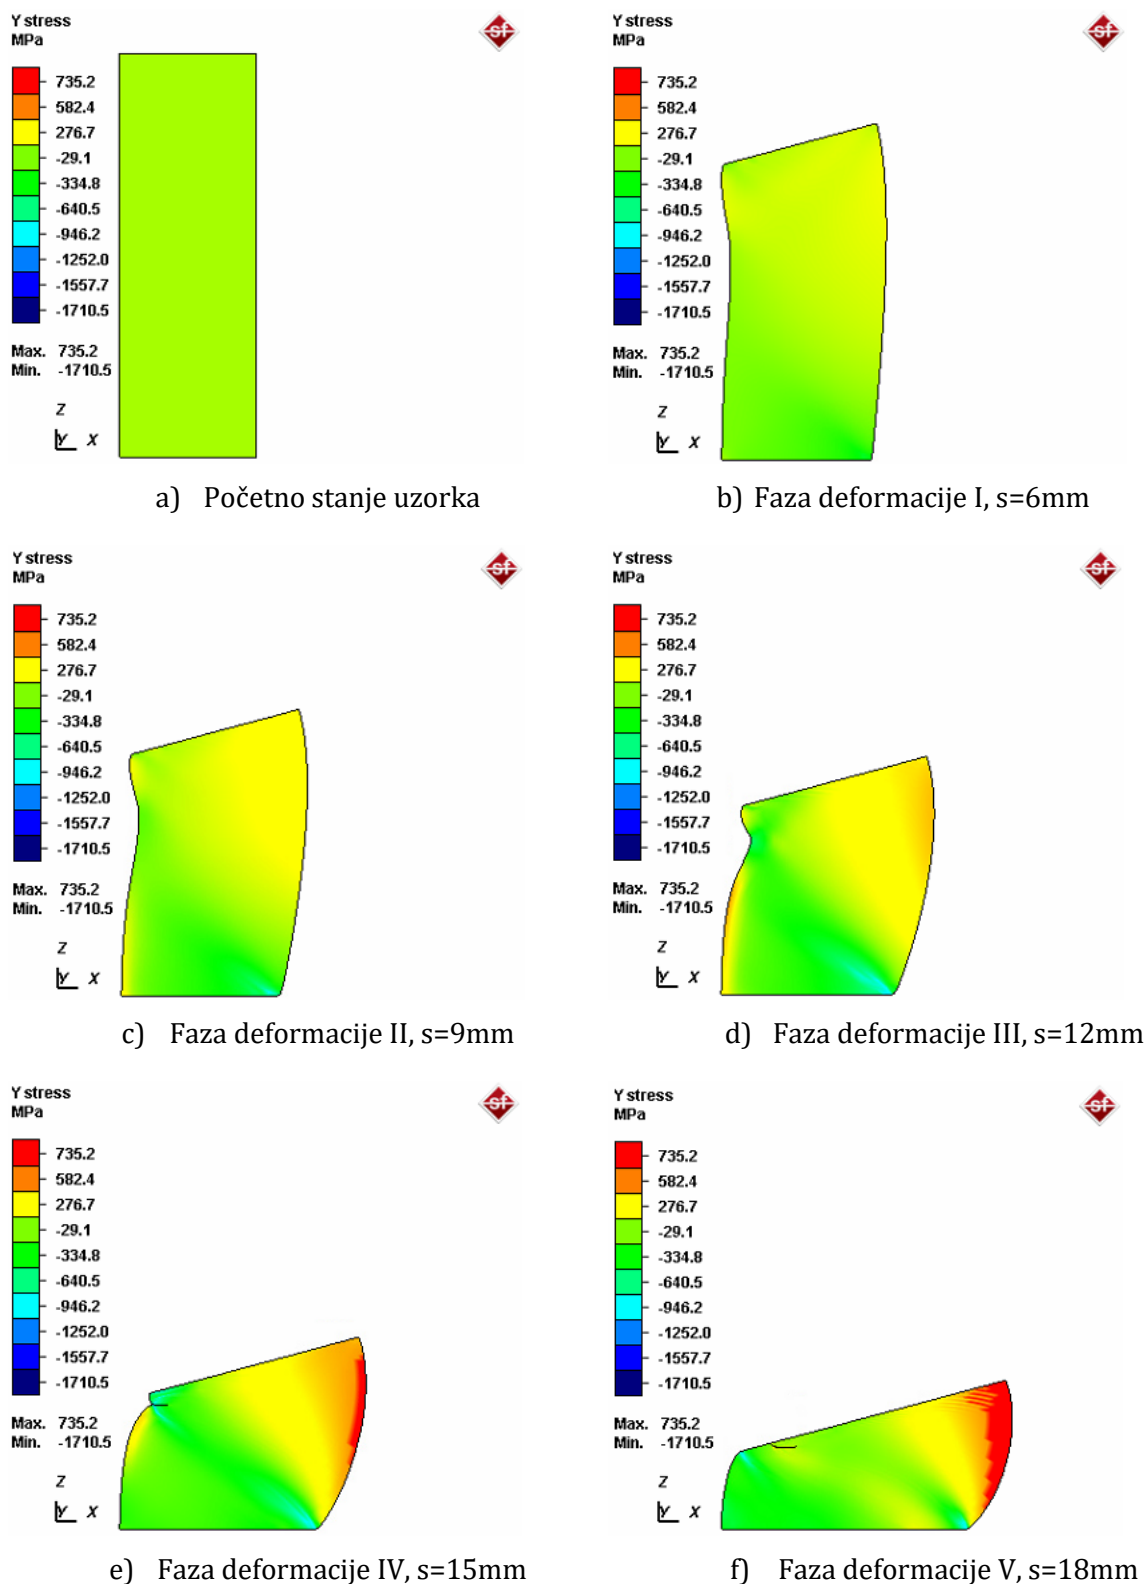 Y stress
MPa
735.2
582.4
276.7
-29.1
-334.8
-640.5
-946.2
-1252.0
-1557.7
-1710.5
Max. 735.2
Min. -1710.5
Z
Y X
sf
a) Početno stanje uzorka
Y stress
MPa
735.2
582.4
276.7
-29.1
-334.8
-640.5
-946.2
-1252.0
-1557.7
-1710.5
Max. 735.2
Min. -1710.5
Z
Y X
sf
b) Faza deformacije I, s=6mm
Y stress
MPa
735.2
582.4
276.7
-29.1
-334.8
-640.5
-946.2
-1252.0
-1557.7
-1710.5
Max. 735.2
Min. -1710.5
Z
Y X
sf
c) Faza deformacije II, s=9mm
Y stress
MPa
735.2
582.4
276.7
-29.1
-334.8
-640.5
-946.2
-1252.0
-1557.7
-1710.5
Max. 735.2
Min. -1710.5
Z
Y X
sf
d) Faza deformacije III, s=12mm
Y stress
MPa
735.2
582.4
276.7
-29.1
-334.8
-640.5
-946.2
-1252.0
-1557.7
-1710.5
Max. 735.2
Min. -1710.5
Z
Y X
sf
e) Faza deformacije IV, s=15mm
Y stress
MPa
735.2
582.4
276.7
-29.1
-334.8
-640.5
-946.2
-1252.0
-1557.7
-1710.5
Max. 735.2
Min. -1710.5
Z
Y X
sf
f) Faza deformacije V, s=18mm